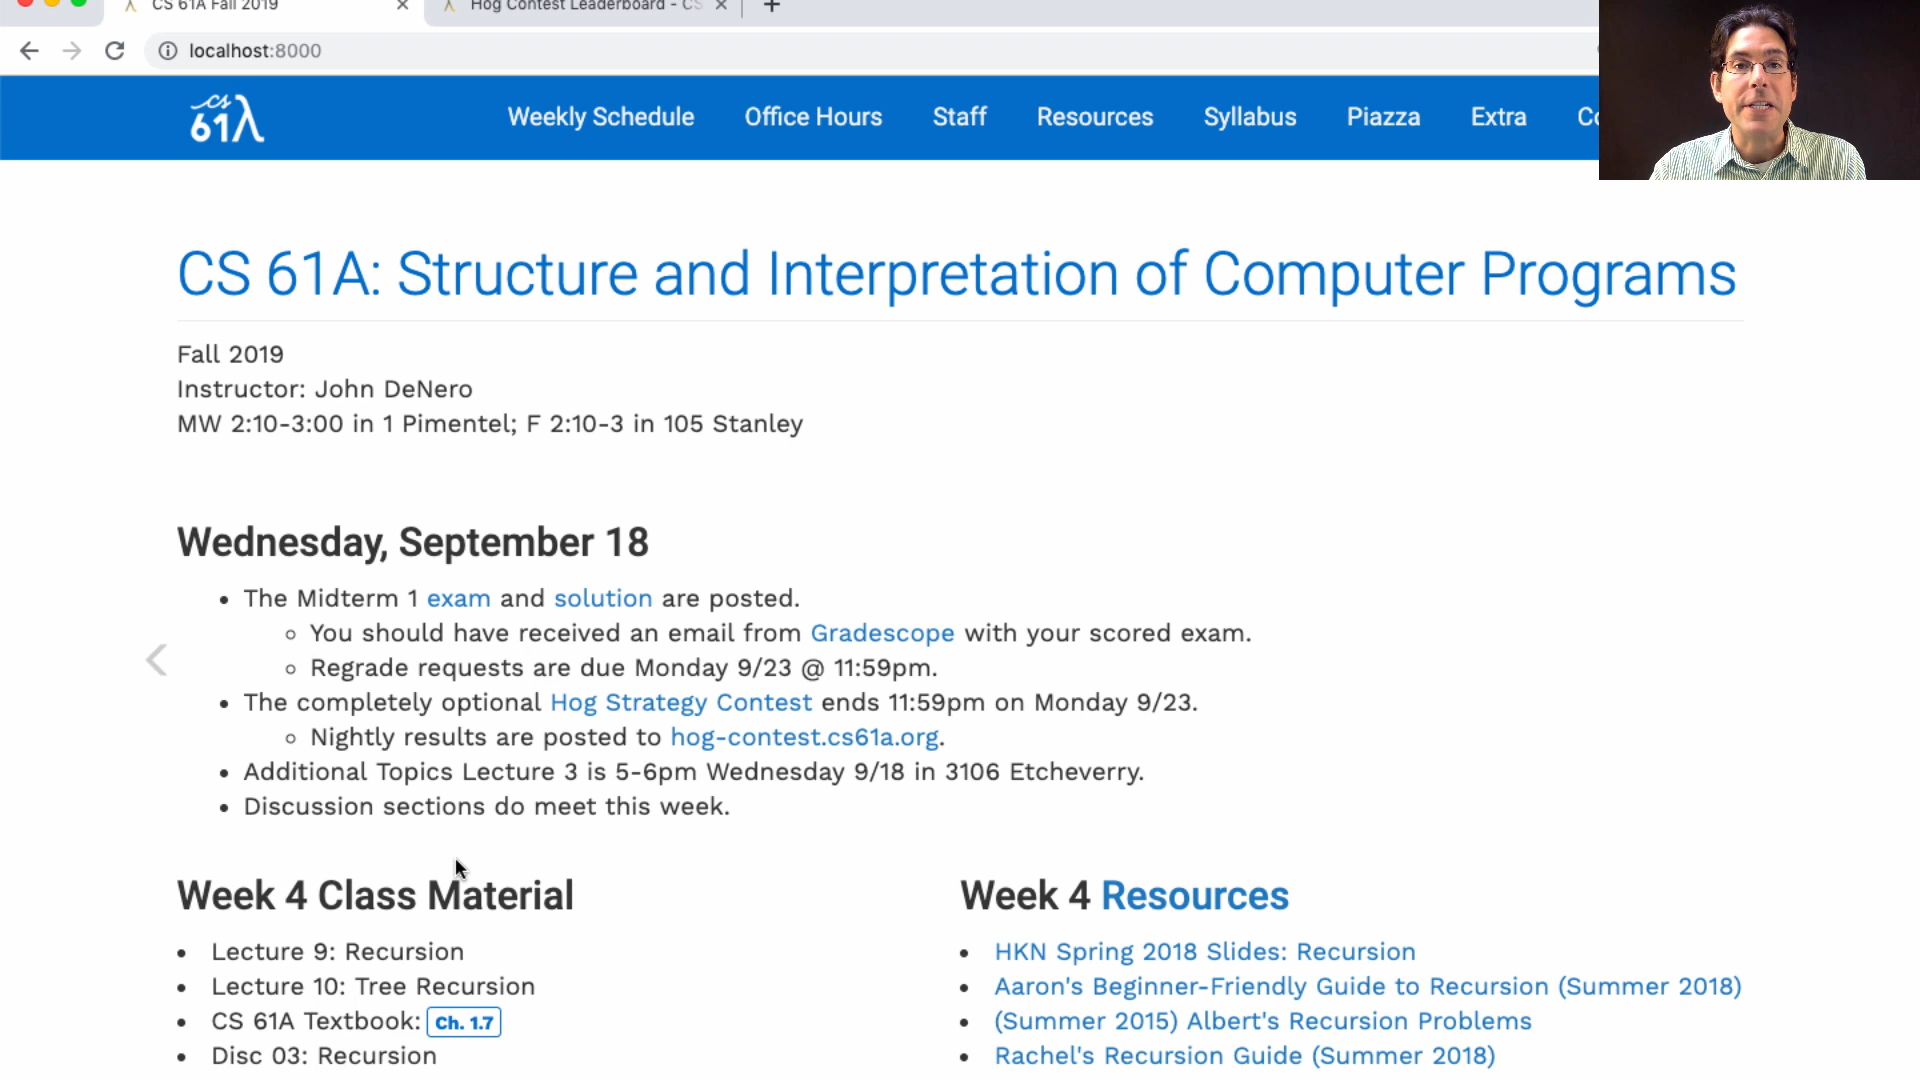 CS 61A Fall 2019
Hog Contest Leaderboard - CS
localhost:8000
cs
61λ
Weekly Schedule
Office Hours
Staff
Resources
Syllabus
Piazza
Extra
CS 61A: Structure and Interpretation of Computer Programs
Fall 2019
Instructor: John DeNero
MW 2:10-3:00 in 1 Pimentel; F 2:10-3 in 105 Stanley
Wednesday, September 18
• The Midterm 1 exam and solution are posted.
○ You should have received an email from Gradescope with your scored exam.
○ Regrade requests are due Monday 9/23 @ 11:59pm.
• The completely optional Hog Strategy Contest ends 11:59pm on Monday 9/23.
○ Nightly results are posted to hog-contest.cs61a.org.
• Additional Topics Lecture 3 is 5-6pm Wednesday 9/18 in 3106 Etcheverry.
• Discussion sections do meet this week.
Week 4 Class Material
• Lecture 9: Recursion
• Lecture 10: Tree Recursion
• CS 61A Textbook: Ch. 1.7
• Disc 03: Recursion
Week 4 Resources
• HKN Spring 2018 Slides: Recursion
• Aaron's Beginner-Friendly Guide to Recursion (Summer 2018)
• (Summer 2015) Albert's Recursion Problems
• Rachel's Recursion Guide (Summer 2018)